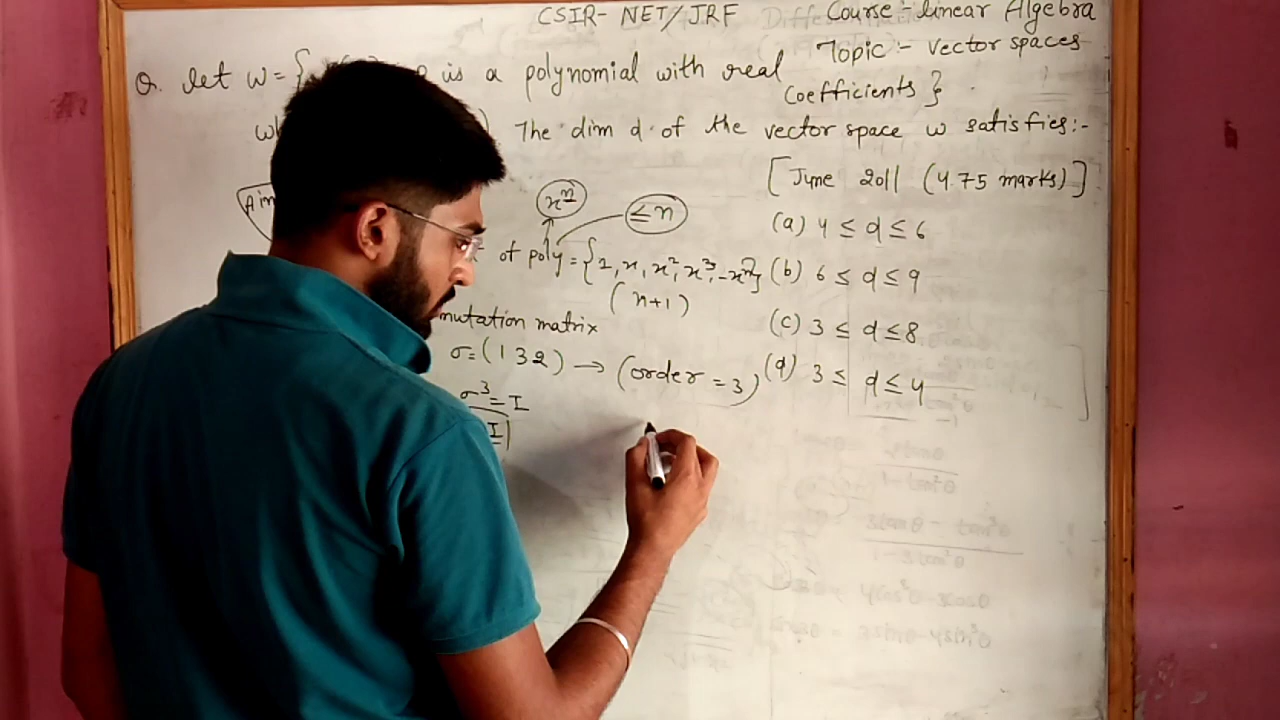 CSIR- NET/JRF
Course :- linear Algebra
Topic :- vector spaces
Q. let W = { is a polynomial with real
Coefficients }
The dim d. of the vector space W satisfies:-
[June 2011 (4.75 marks)]
(a) 4 ≤ d ≤ 6
xⁿ
≤ n
of poly = {1, x, x², x³, -xⁿ}
(n+1)
(b) 6 ≤ d ≤ 9
mutation matrix
(c) 3 ≤ d ≤ 8
σ = (1 3 2) → (order = 3)
(d) 3 ≤ d ≤ 4
σ³ = I
I